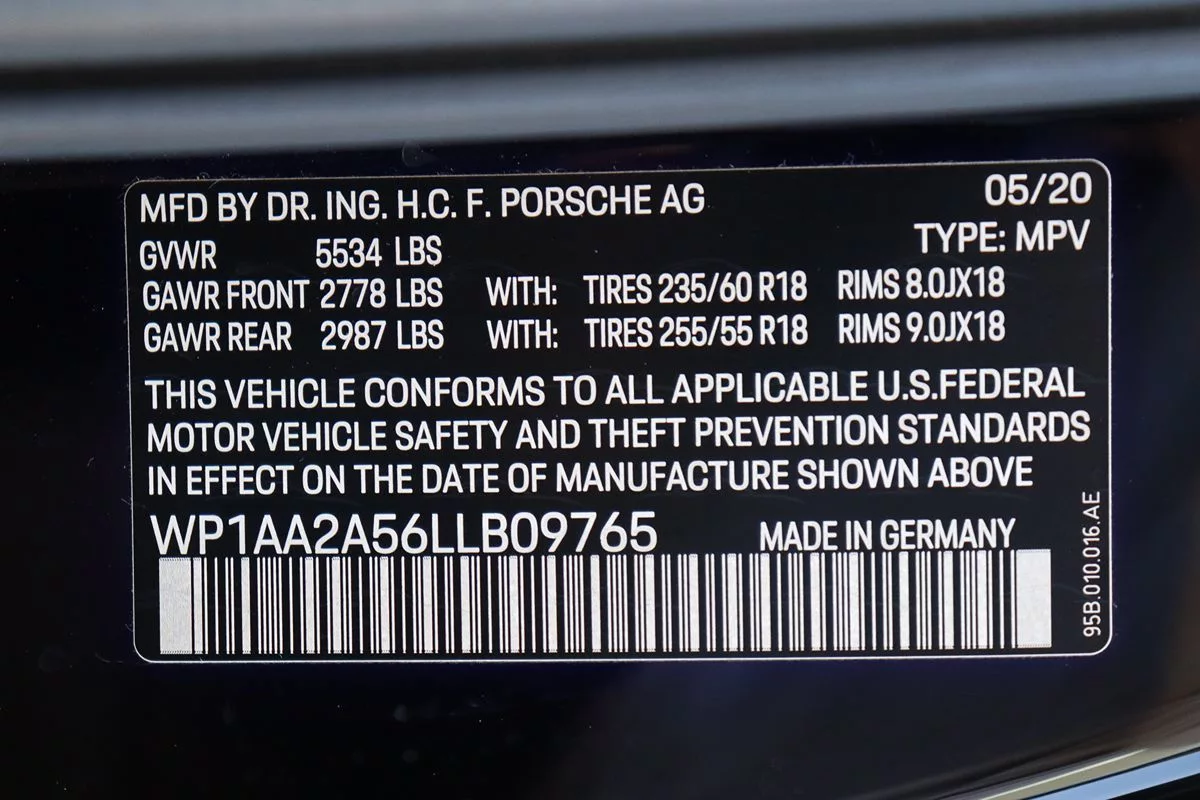 MFD BY DR. ING. H.C. F. PORSCHE AG 05/20
TYPE: MPV
GVWR 5534 LBS
GAWR FRONT 2778 LBS WITH: TIRES 235/60 R18 RIMS 8.0JX18
GAWR REAR 2987 LBS WITH: TIRES 255/55 R18 RIMS 9.0JX18
THIS VEHICLE CONFORMS TO ALL APPLICABLE U.S.FEDERAL
MOTOR VEHICLE SAFETY AND THEFT PREVENTION STANDARDS
IN EFFECT ON THE DATE OF MANUFACTURE SHOWN ABOVE
WP1AA2A56LLB09765 MADE IN GERMANY
95B.010.016.AE